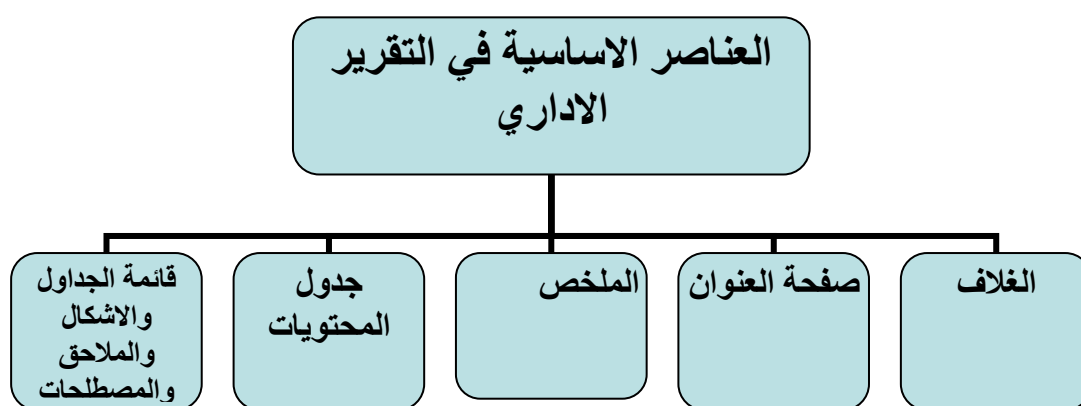 العناصر الاساسية في التقرير
الاداري
الغلاف
صفحة العنوان
الملخص
جدول
المحتويات
قائمة الجداول
والاشكال
والملاحق
والمصطلحات